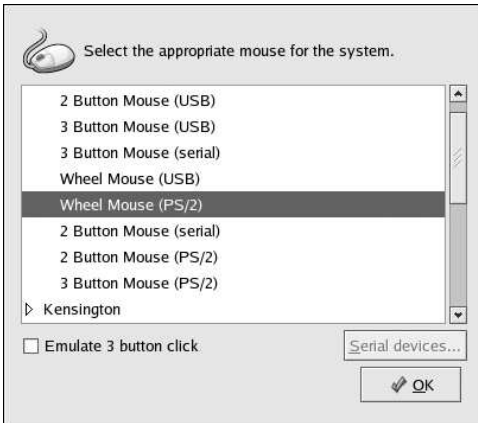 Select the appropriate mouse for the system.
2 Button Mouse (USB)
3 Button Mouse (USB)
3 Button Mouse (serial)
Wheel Mouse (USB)
Wheel Mouse (PS/2)
2 Button Mouse (serial)
2 Button Mouse (PS/2)
3 Button Mouse (PS/2)
Kensington
Emulate 3 button click
Serial devices...
OK